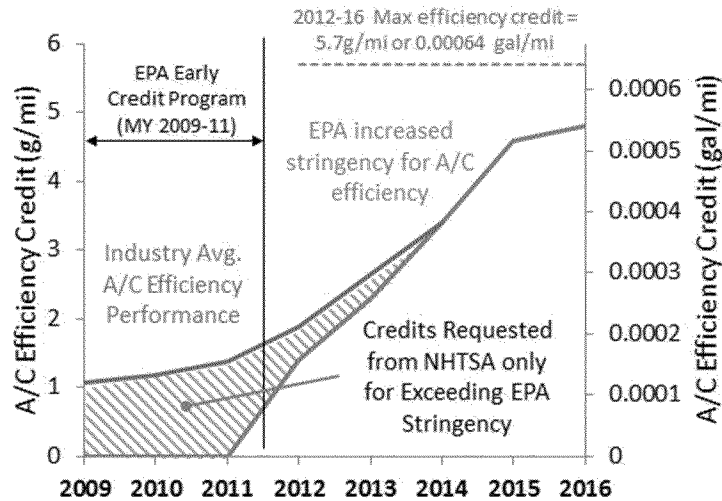 2012-16 Max efficiency credit =
5.7g/mi or 0.00064 gal/mi
EPA Early
Credit Program
(MY 2009-11)
EPA increased
stringency for A/C
efficiency
Industry Avg.
A/C Efficiency
Performance
Credits Requested
from NHTSA only
for Exceeding EPA
Stringency
A/C Efficiency Credit (g/mi)
6
5
4
3
2
1
0
A/C Efficiency Credit (gal/mi)
0.0006
0.0005
0.0004
0.0003
0.0002
0.0001
0
2009 2010 2011 2012 2013 2014 2015 2016